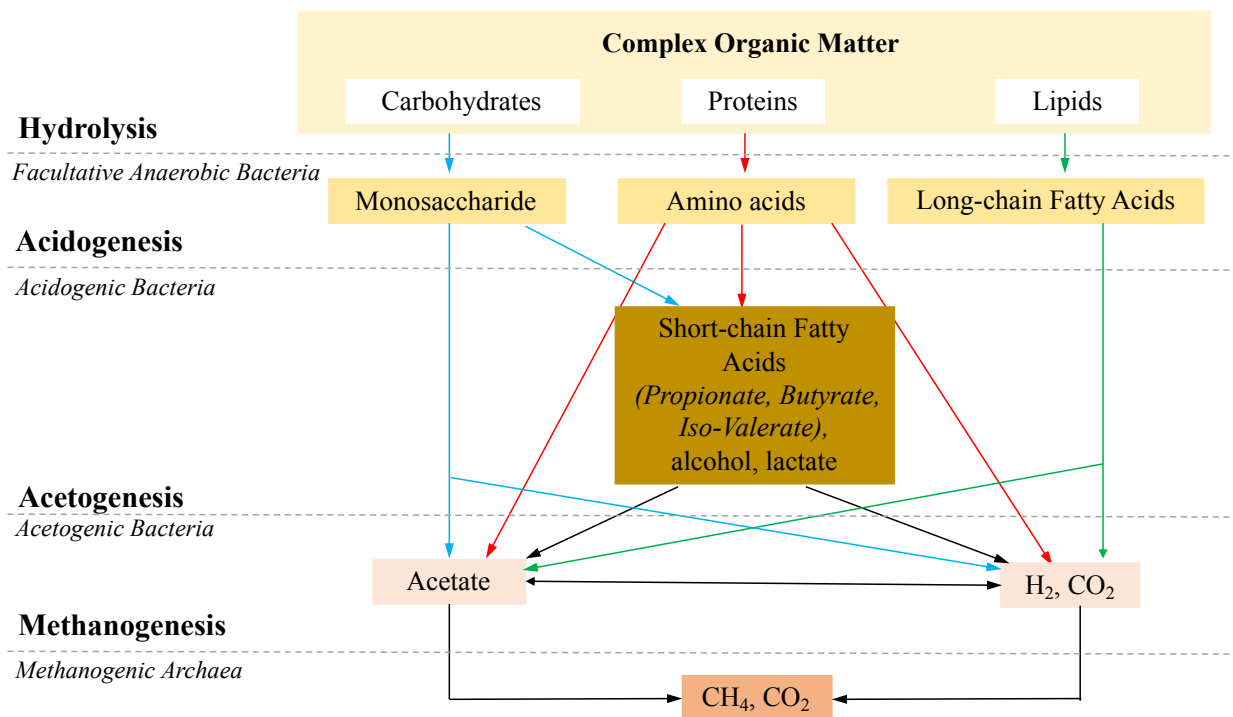 Complex Organic Matter
Carbohydrates
Proteins
Lipids
Hydrolysis
Facultative Anaerobic Bacteria
Monosaccharide
Amino acids
Long-chain Fatty Acids
Acidogenesis
Acidogenic Bacteria
Short-chain Fatty
Acids
(Propionate, Butyrate,
Iso-Valerate),
alcohol, lactate
Acetogenesis
Acetogenic Bacteria
Acetate
H₂, CO₂
Methanogenesis
Methanogenic Archaea
CH₄, CO₂